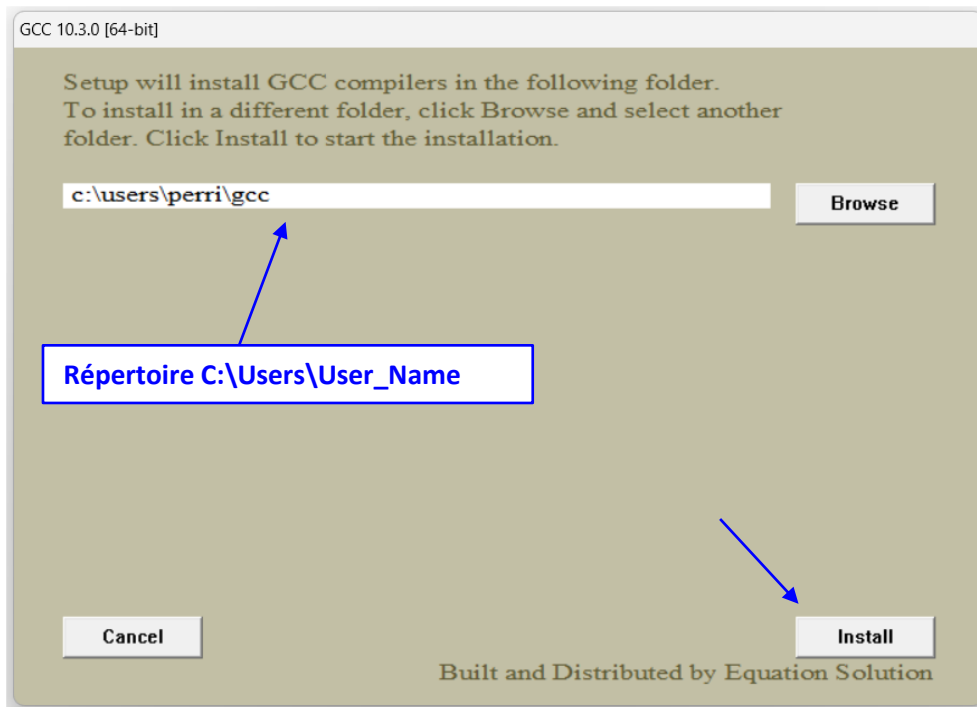 GCC 10.3.0 [64-bit]
Setup will install GCC compilers in the following folder.
To install in a different folder, click Browse and select another
folder. Click Install to start the installation.
c:\users\perri\gcc
Browse
Répertoire C:\Users\User_Name
Cancel
Install
Built and Distributed by Equation Solution